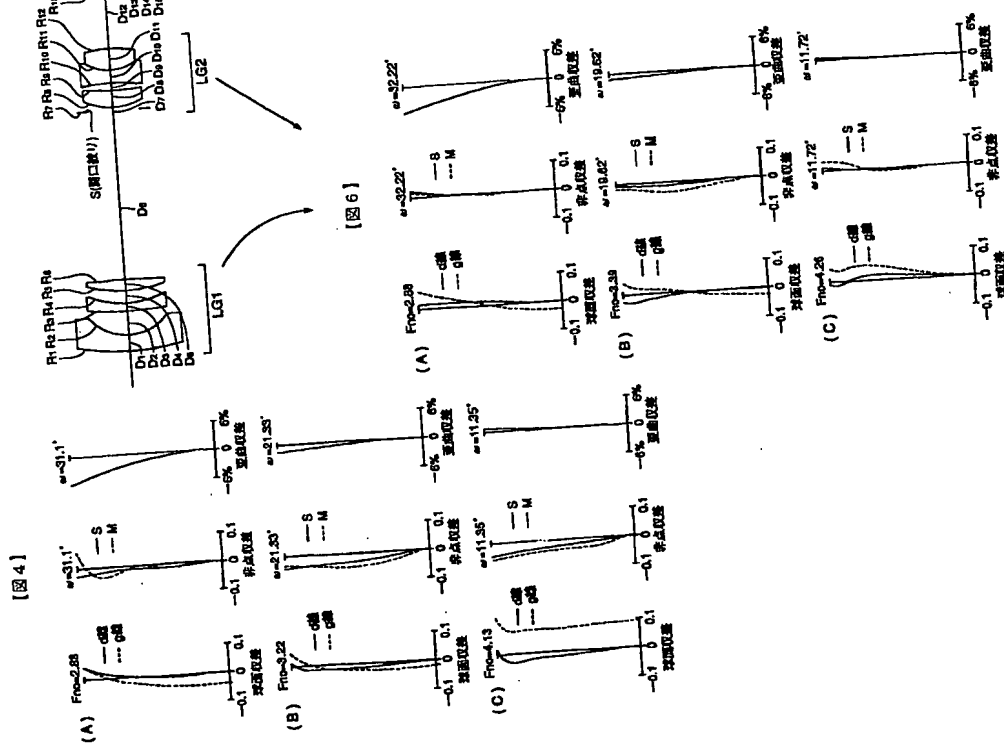 [図4]
(A)
Fno=2.88
d線
g線
-0.1 0 0.1
球面収差
ω=31.1°
S
M
-0.1 0 0.1
非点収差
ω=31.1°
-6% 0 6%
歪曲収差
(B)
Fno=3.22
d線
g線
-0.1 0 0.1
球面収差
ω=21.33°
S
M
-0.1 0 0.1
非点収差
ω=21.33°
-6% 0 6%
歪曲収差
(C)
Fno=4.13
d線
g線
-0.1 0 0.1
球面収差
ω=11.35°
S
M
-0.1 0 0.1
非点収差
ω=11.35°
-6% 0 6%
歪曲収差
R1 R2 R3 R4 R5 R6
D1 D2 D3 D4 D5
LG1
D6
S(開口絞り)
R7 R8 R9 R10 R11 R12
D7 D8 D9 D10 D11
LG2
D12
D13
[図6]
(A)
Fno=2.88
d線
g線
-0.1 0 0.1
球面収差
ω=32.22°
S
M
-0.1 0 0.1
非点収差
ω=32.22°
-6% 0 6%
歪曲収差
(B)
Fno=3.39
d線
g線
-0.1 0 0.1
球面収差
ω=19.62°
S
M
-0.1 0 0.1
非点収差
ω=19.62°
-6% 0 6%
歪曲収差
(C)
Fno=4.26
d線
g線
-0.1 0 0.1
球面収差
ω=11.72°
S
M
-0.1 0 0.1
非点収差
ω=11.72°
-6% 0 6%
歪曲収差